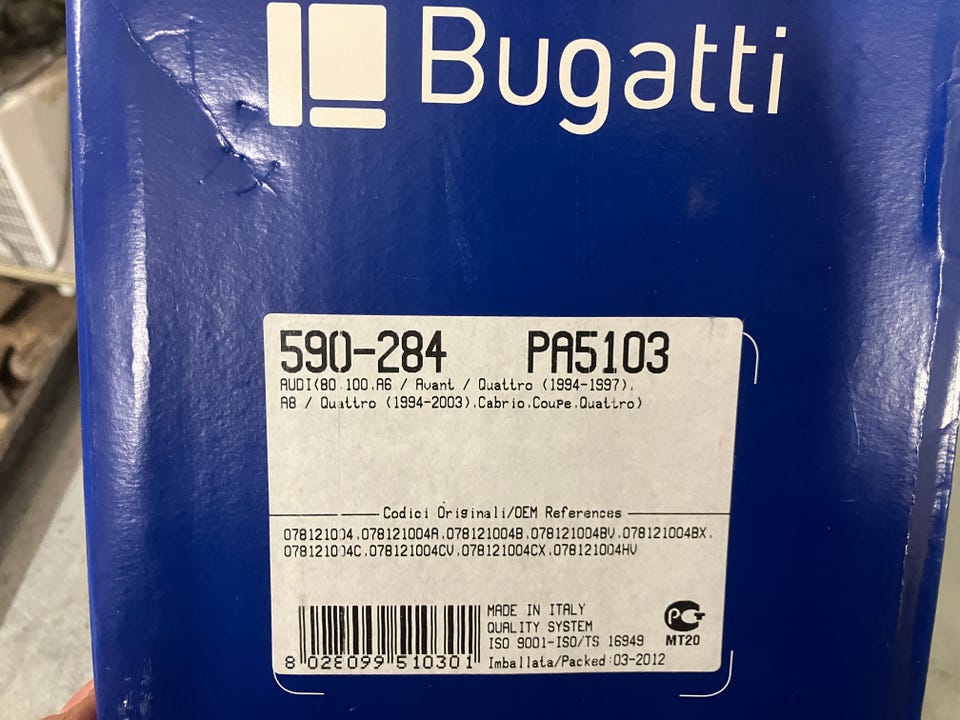 Bugatti
590-284 PA5103
AUDI(80,100,A6 / Avant / Quattro (1994-1997),
A8 / Quattro (1994-2003),Cabrio,Coupe,Quattro)
Codici Originali/OEM References
078121004,078121004A,078121004B,078121004BV,078121004BX,
078121004C,078121004CV,078121004CX,078121004HV
MADE IN ITALY
QUALITY SYSTEM
ISO 9001-ISO/TS 16949
MT20
8 028099 510301
Imballata/Packed:03-2012